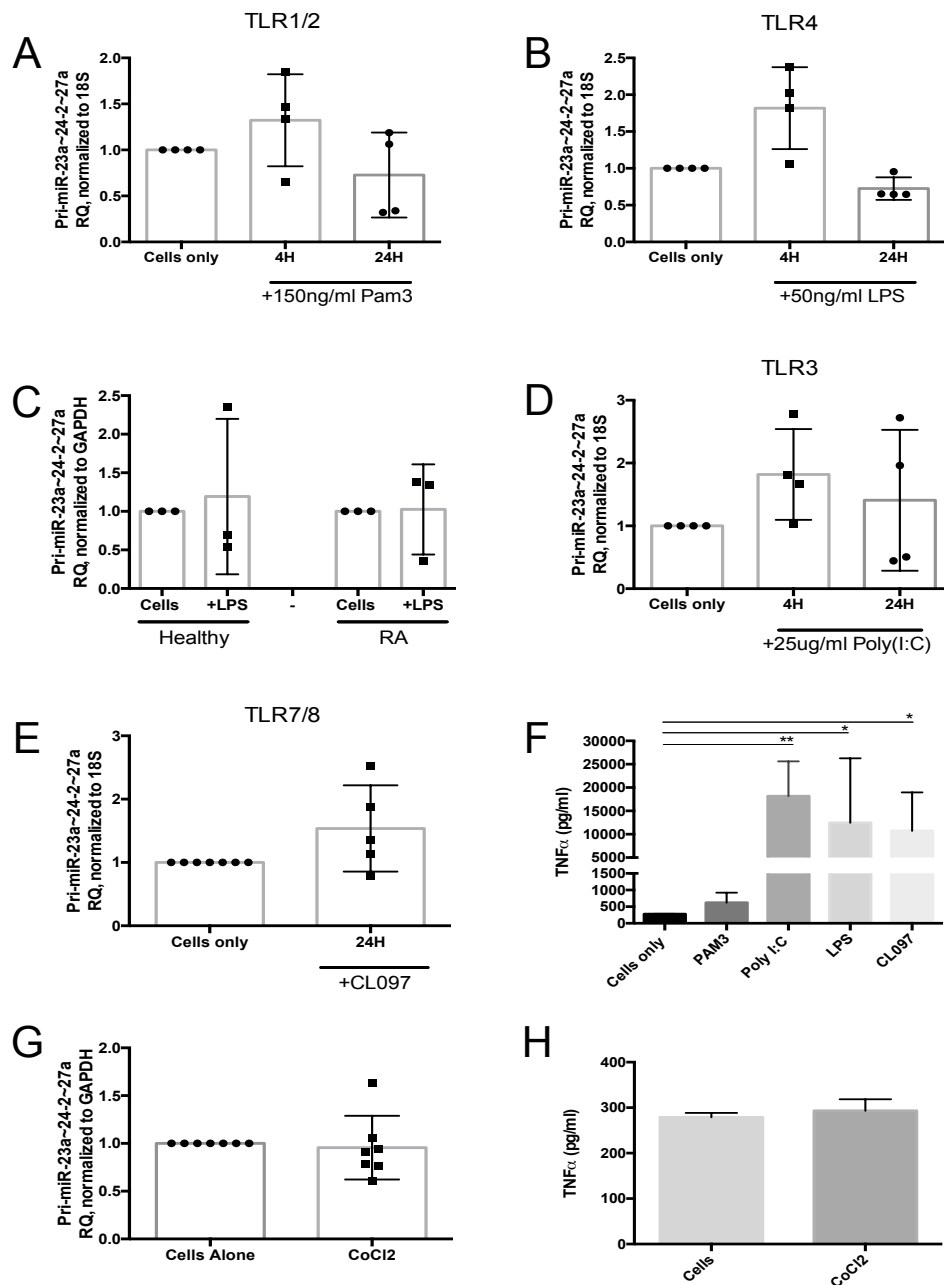 A
TLR1/2
Pri-miR-23a~24-2~27a
RQ, normalized to 18S
2.0
1.5
1.0
0.5
0.0
Cells only
4H
24H
+150ng/ml Pam3
B
TLR4
Pri-miR-23a~24-2~27a
RQ, normalized to 18S
2.5
2.0
1.5
1.0
0.5
0.0
Cells only
4H
24H
+50ng/ml LPS
C
Pri-miR-23a~24-2~27a
RQ, normalized to GAPDH
2.5
2.0
1.5
1.0
0.5
0.0
Cells
+LPS
-
Cells
+LPS
Healthy
RA
D
TLR3
Pri-miR-23a~24-2~27a
RQ, normalized to 18S
3
2
1
0
Cells only
4H
24H
+25ug/ml Poly(I:C)
E
TLR7/8
Pri-miR-23a~24-2~27a
RQ, normalized to 18S
3
2
1
0
Cells only
24H
+CL097
F
TNFα (pg/ml)
30000
25000
20000
15000
10000
5000
1500
1000
500
0
*
*
**
Cells only
PAM3
Poly I:C
LPS
CL097
G
Pri-miR-23a~24-2~27a
RQ, normalized to GAPDH
2.0
1.5
1.0
0.5
0.0
Cells Alone
CoCl2
H
TNFα (pg/ml)
400
300
200
100
0
Cells
CoCl2